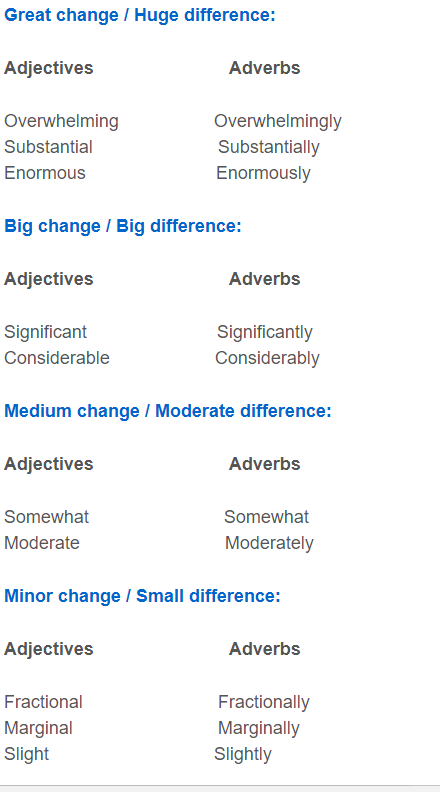 Great change / Huge difference:
Adjectives Adverbs
Overwhelming Overwhelmingly
Substantial Substantially
Enormous Enormously
Big change / Big difference:
Adjectives Adverbs
Significant Significantly
Considerable Considerably
Medium change / Moderate difference:
Adjectives Adverbs
Somewhat Somewhat
Moderate Moderately
Minor change / Small difference:
Adjectives Adverbs
Fractional Fractionally
Marginal Marginally
Slight Slightly